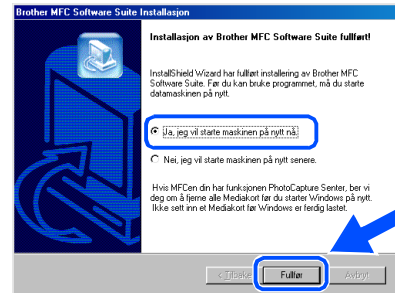 Brother MFC Software Suite Installasjon
Installasjon av Brother MFC Software Suite fullført!
InstallShield Wizard har fullført installering av Brother MFC
Software Suite. Før du kan bruke programmet, må du starte
datamaskinen på nytt.
Ja, jeg vil starte maskinen på nytt nå.
Nei, jeg vil starte maskinen på nytt senere.
Hvis MFCen din har funksjonen PhotoCapture Senter, ber vi
deg om å fjerne alle Mediakort før du starter Windows på nytt.
Ikke sett inn et Mediakort før Windows er ferdig lastet.
< Tilbake Fullfør Avbryt